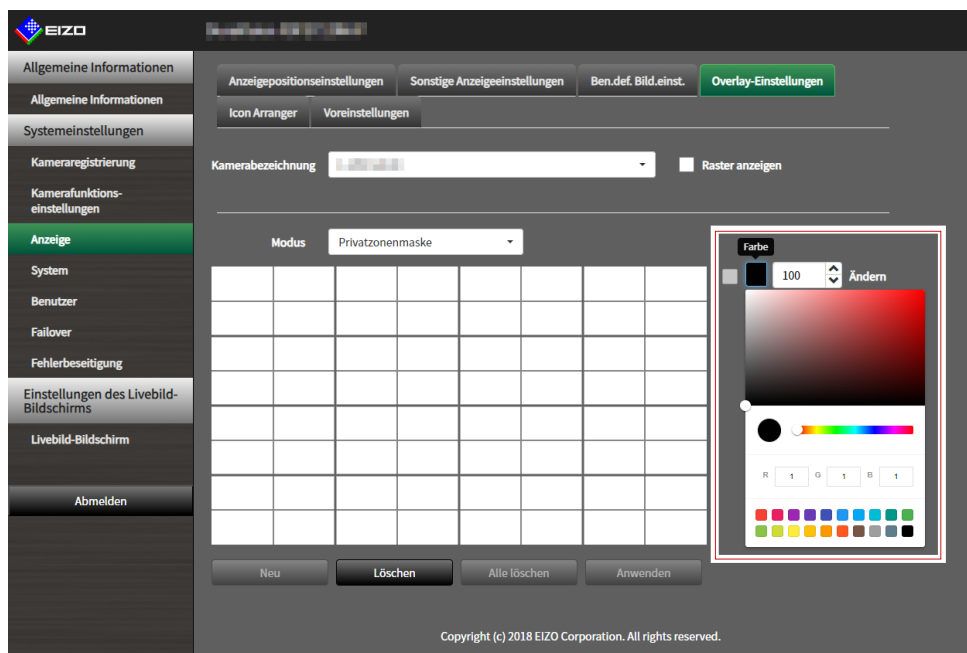 EIZO
Allgemeine Informationen
Allgemeine Informationen
Systemeinstellungen
Kameraregistrierung
Kamerafunktions-
einstellungen
Anzeige
System
Benutzer
Failover
Fehlerbeseitigung
Einstellungen des Livebild-
Bildschirms
Livebild-Bildschirm
Abmelden
Anzeigepositionseinstellungen Sonstige Anzeigeeinstellungen Ben.def. Bild.einst. Overlay-Einstellungen
Icon Arranger Voreinstellungen
Kamerabezeichnung Raster anzeigen
Modus Privatzonenmaske
Farbe
100 Ändern
R 1 G 1 B 1
Neu Löschen Alle löschen Anwenden
Copyright (c) 2018 EIZO Corporation. All rights reserved.